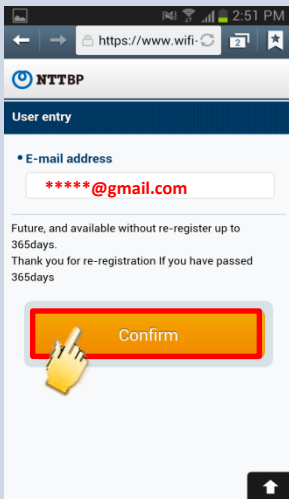 2:51 PM
https://www.wifi-
2
NTTBP
User entry
• E-mail address
*****@gmail.com
Future, and available without re-register up to
365days.
Thank you for re-registration If you have passed
365days
Confirm